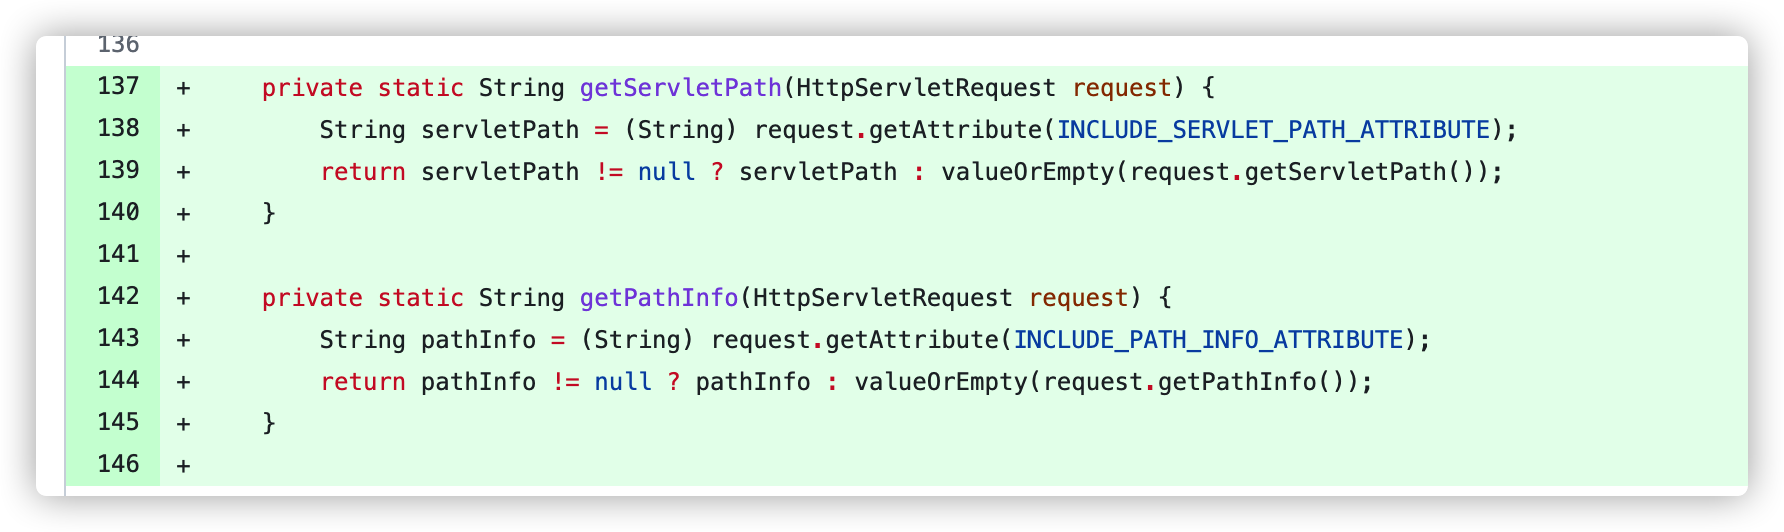 136
137 + private static String getServletPath(HttpServletRequest request) {
138 + String servletPath = (String) request.getAttribute(INCLUDE_SERVLET_PATH_ATTRIBUTE);
139 + return servletPath != null ? servletPath : valueOrEmpty(request.getServletPath());
140 + }
141 +
142 + private static String getPathInfo(HttpServletRequest request) {
143 + String pathInfo = (String) request.getAttribute(INCLUDE_PATH_INFO_ATTRIBUTE);
144 + return pathInfo != null ? pathInfo : valueOrEmpty(request.getPathInfo());
145 + }
146 +